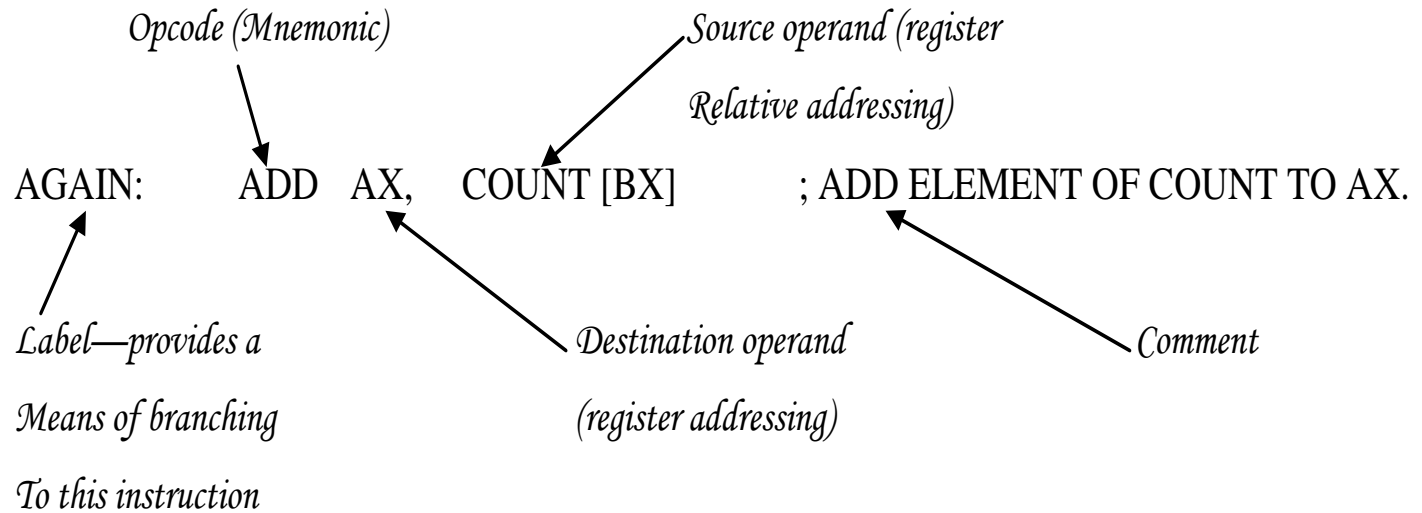 Opcode (Mnemonic)
Source operand (register
Relative addressing)
AGAIN: ADD AX, COUNT [BX] ; ADD ELEMENT OF COUNT TO AX.
Label—provides a
Means of branching
To this instruction
Destination operand
(register addressing)
Comment